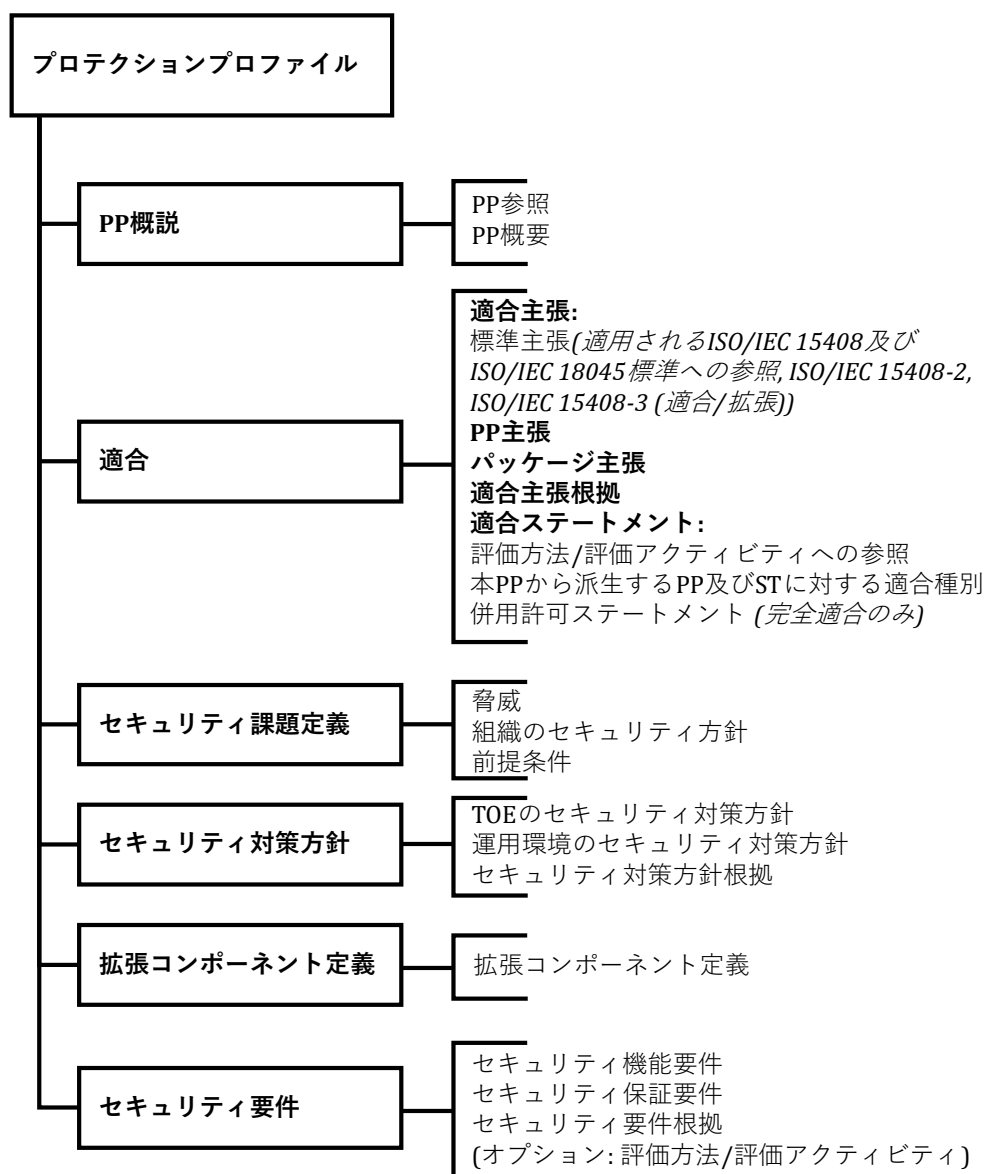 プロテクションプロファイル
PP概説
PP参照
PP概要
適合
適合主張:
標準主張(適用されるISO/IEC 15408及び
ISO/IEC 18045標準への参照, ISO/IEC 15408-2,
ISO/IEC 15408-3 (適合/拡張))
PP主張
パッケージ主張
適合主張根拠
適合ステートメント:
評価方法/評価アクティビティへの参照
本PPから派生するPP及びSTに対する適合種別
併用許可ステートメント (完全適合のみ)
セキュリティ課題定義
脅威
組織のセキュリティ方針
前提条件
セキュリティ対策方針
TOEのセキュリティ対策方針
運用環境のセキュリティ対策方針
セキュリティ対策方針根拠
拡張コンポーネント定義
拡張コンポーネント定義
セキュリティ要件
セキュリティ機能要件
セキュリティ保証要件
セキュリティ要件根拠
(オプション: 評価方法/評価アクティビティ)